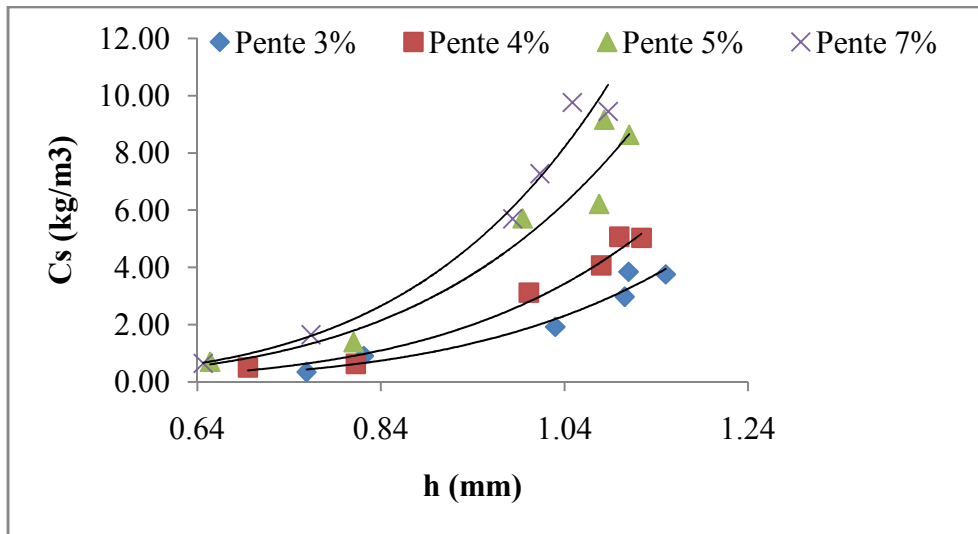 12.00
Pente 3%
Pente 4%
Pente 5%
Pente 7%
10.00
8.00
6.00
4.00
2.00
0.00
Cs (kg/m3)
0.64
0.84
1.04
1.24
h (mm)